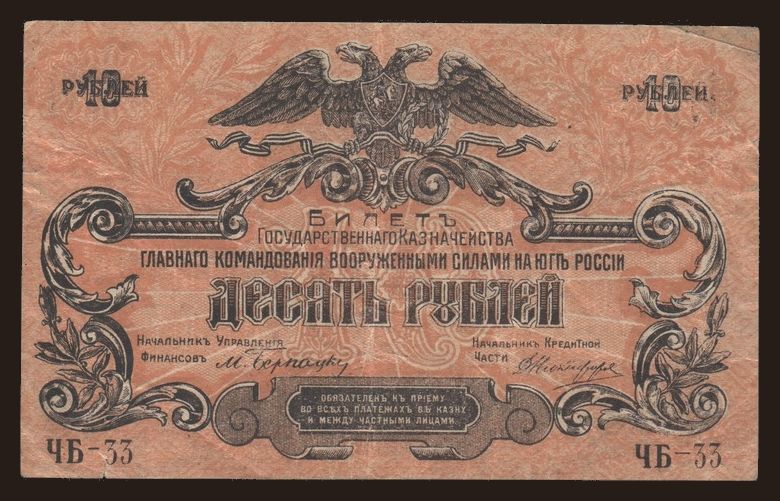 10 РУБЛЕЙ
10 РУБЛЕЙ.
БИЛЕТЪ
ГОСУДАРСТВЕННАГО КАЗНАЧЕЙСТВА
ГЛАВНАГО КОМАНДОВАНІЯ ВООРУЖЕННЫМИ СИЛАМИ НА ЮГѢ РОССІИ
ДЕСЯТЬ РУБЛЕЙ
НАЧАЛЬНИКЪ УПРАВЛЕНІЯ
ФИНАНСОВЪ
НАЧАЛЬНИКЪ КРЕДИТНОЙ
ЧАСТИ
ОБЯЗАТЕЛЕНЪ КЪ ПРІЕМУ
ВО ВСѢХЪ ПЛАТЕЖАХЪ ВЪ КАЗНУ
И МЕЖДУ ЧАСТНЫМИ ЛИЦАМИ.
ЧБ-33
ЧБ-33